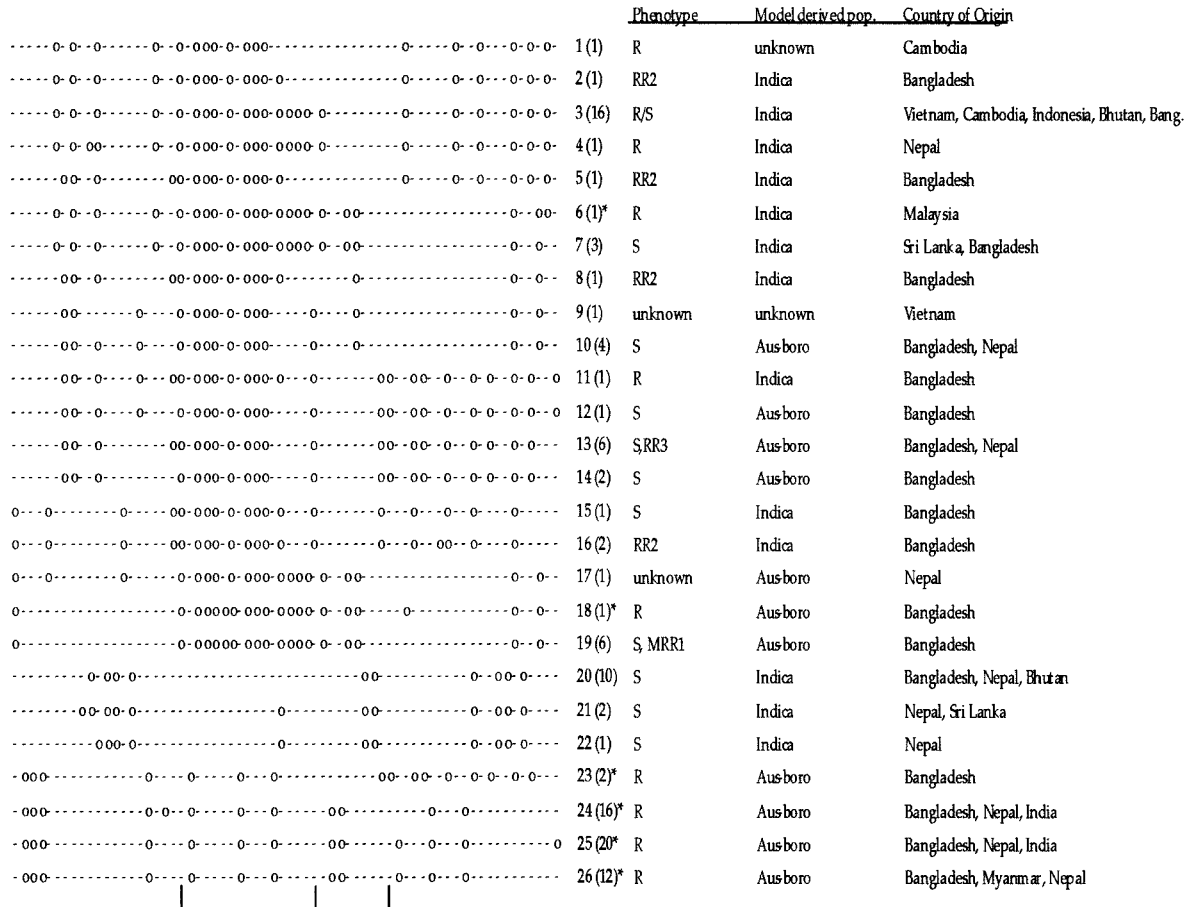 Phenotype Model derived pop. Country of Origin
1 (1) R unknown Cambodia
2 (1) RR2 Indica Bangladesh
3 (16) R/S Indica Vietnam, Cambodia, Indonesia, Bhutan, Bang.
4 (1) R Indica Nepal
5 (1) RR2 Indica Bangladesh
6 (1)* R Indica Malaysia
7 (3) S Indica Sri Lanka, Bangladesh
8 (1) RR2 Indica Bangladesh
9 (1) unknown unknown Vietnam
10 (4) S Aus-boro Bangladesh, Nepal
11 (1) R Indica Bangladesh
12 (1) S Aus-boro Bangladesh
13 (6) S,RR3 Aus-boro Bangladesh, Nepal
14 (2) S Aus-boro Bangladesh
15 (1) S Indica Bangladesh
16 (2) RR2 Indica Bangladesh
17 (1) unknown Aus-boro Nepal
18 (1)* R Aus-boro Bangladesh
19 (6) S, MRR1 Aus-boro Bangladesh
20 (10) S Indica Bangladesh, Nepal, Bhutan
21 (2) S Indica Nepal, Sri Lanka
22 (1) S Indica Nepal
23 (2)* R Aus-boro Bangladesh
24 (16)* R Aus-boro Bangladesh, Nepal, India
25 (20* R Aus-boro Bangladesh, Nepal, India
26 (12)* R Aus-boro Bangladesh, Myanmar, Nepal